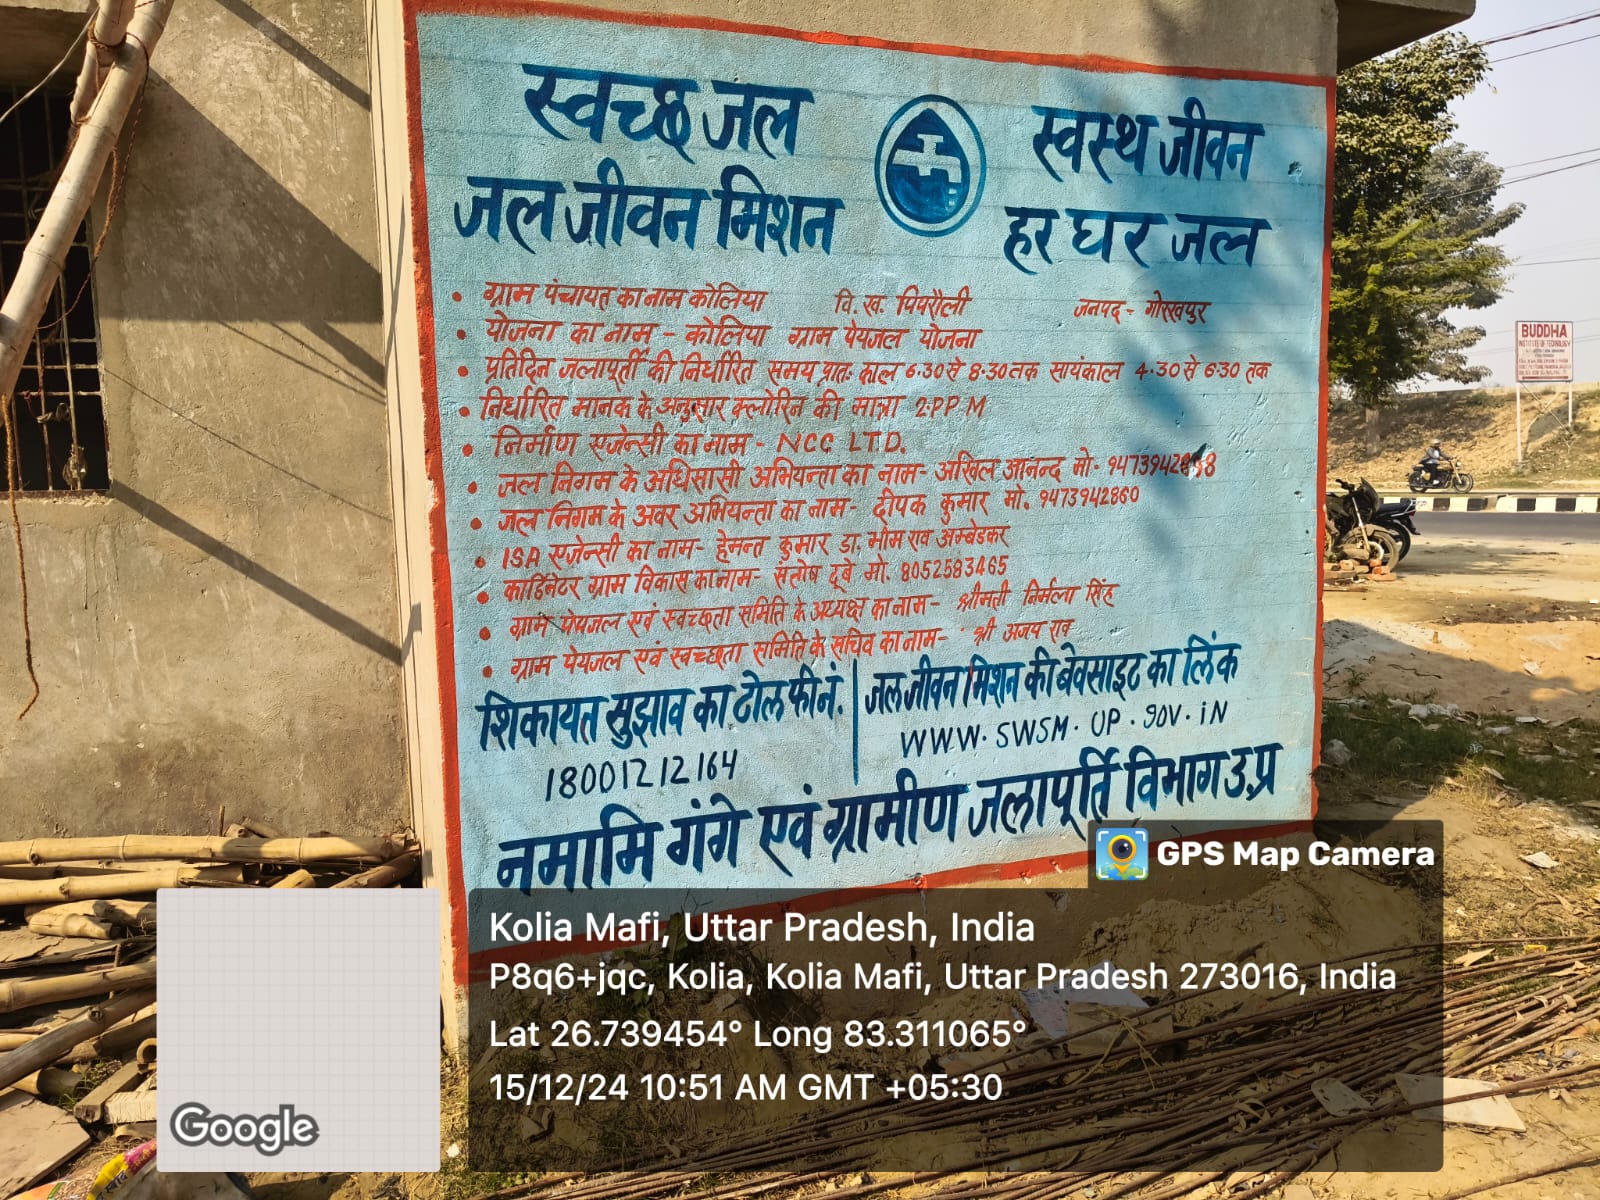 स्वच्छ जल
स्वस्थ जीवन
जल जीवन मिशन
हर घर जल
• ग्राम पंचायत का नाम कोलिया वि. ख. पिपरौली जनपद - गोरखपुर
• योजना का नाम - कोलिया ग्राम पेयजल योजना
• प्रतिदिन जलापूर्ती की निर्धारित समय प्रातः काल 6.30 से 8.30 तक सायंकाल 4.30 से 6.30 तक
• निर्धारित मानक के अनुसार क्लोरिन की मात्रा 2.PPM
• निर्माण एजेन्सी का नाम - NCC LTD.
• जल निगम के अधिसासी अभियन्ता का नाम - अखिल आनन्द मो.
• जल निगम के अवर अभियन्ता का नाम - दीपक कुमार मो. 9473942860
• ISA एजेन्सी का नाम - हेमन्त कुमार डा. भीम राव अम्बेडकर
• कार्डिनेटर ग्राम विकास का नाम - संतोष दूबे मो. 8052583465
• ग्राम पेयजल एवं स्वच्छता समिति के अध्यक्ष का नाम - श्रीमती निर्मला सिंह
• ग्राम पेयजल एवं स्वच्छता समिति के सचिव का नाम - श्री अजय राव
शिकायत सुझाव का टोल फ्री नं.
18001212164
जल जीवन मिशन की बेवसाइट का लिंक
WWW.SWSM.UP.GOV.iN
नमामि गंगे एवं ग्रामीण जलापूर्ति विभाग उ.प्र
BUDDHA
INSTITUTE OF TECHNOLOGY
GPS Map Camera
Kolia Mafi, Uttar Pradesh, India
P8q6+jqc, Kolia, Kolia Mafi, Uttar Pradesh 273016, India
Lat 26.739454° Long 83.311065°
15/12/24 10:51 AM GMT +05:30
Google